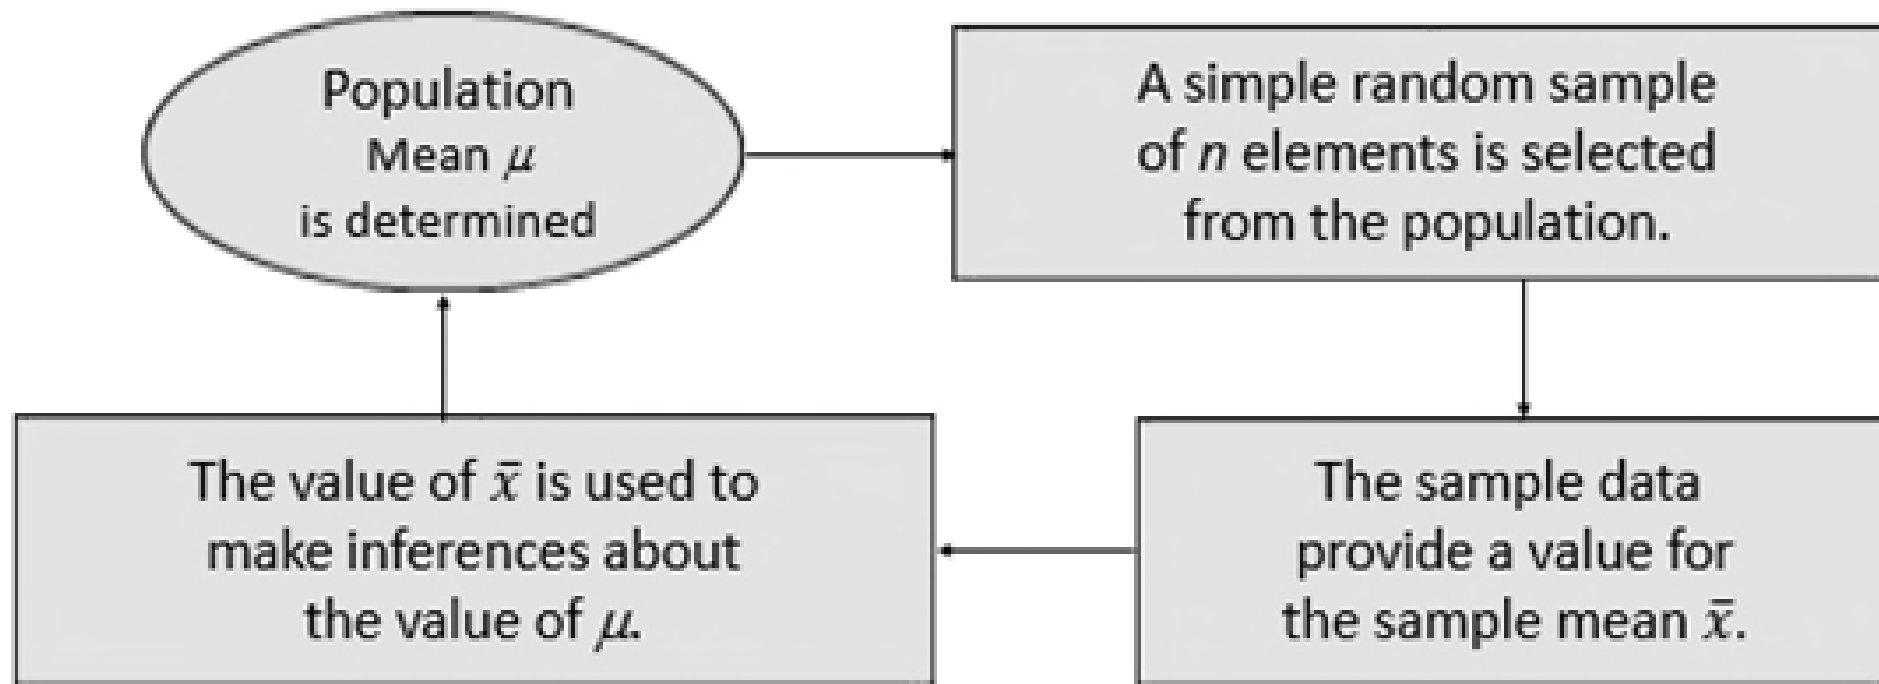 Population
Mean μ
is determined
A simple random sample
of n elements is selected
from the population.
The sample data
provide a value for
the sample mean x̄.
The value of x̄ is used to
make inferences about
the value of μ.